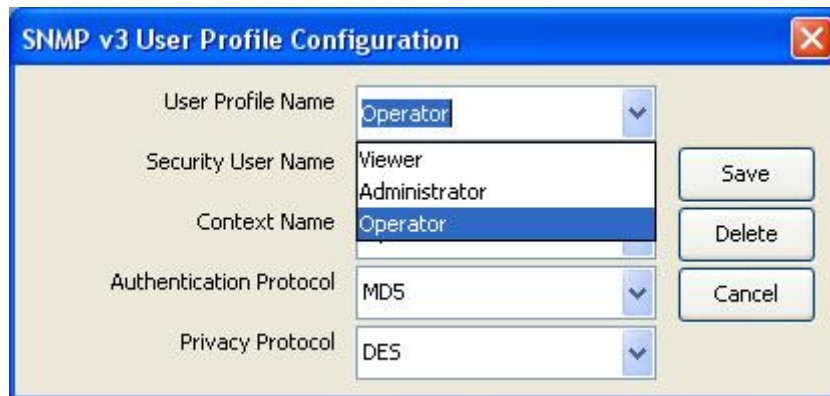 SNMP v3 User Profile Configuration
User Profile Name
Operator
Security User Name
Viewer
Administrator
Operator
Context Name
Authentication Protocol
MD5
Privacy Protocol
DES
Save
Delete
Cancel